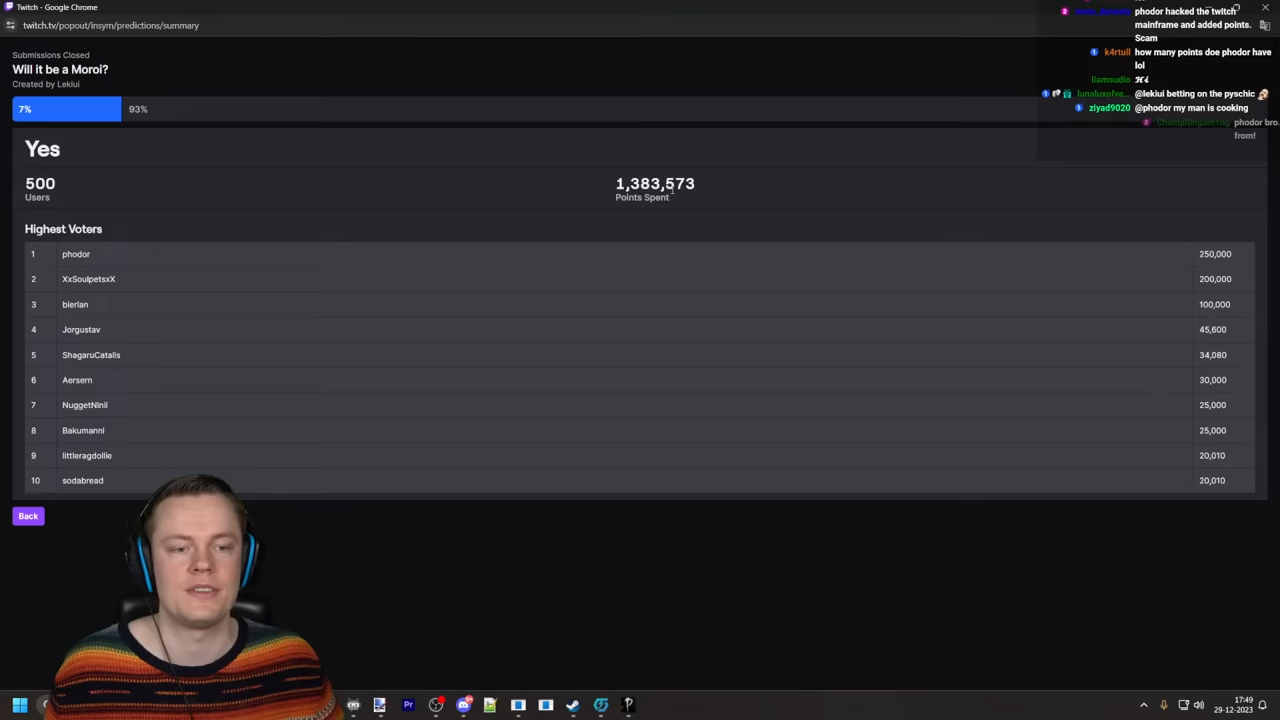 Twitch - Google Chrome
twitch.tv/popout/insym/predictions/summary
Submissions Closed
Will it be a Moroi?
Created by Lekiui
7%
93%
Yes
500
Users
1,383,573
Points Spent
Highest Voters
1 phodor 250,000
2 XxSoulpetsxX 200,000
3 blerlan 100,000
4 Jorgustav 45,600
5 ShagaruCatalis 34,080
6 Aersern 30,000
7 NuggetNInii 25,000
8 Bakumanni 25,000
9 littleragdollie 20,010
10 sodabread 20,010
Back
phodor hacked the twitch
mainframe and added points.
Scam
k4rtull how many points doe phodor have
lol
liamsudio Hi
lunaluxofve... @lekiui betting on the pyschic
ziyad9020 @phodor my man is cooking
phodor bro.
from!
17:49
29-12-2023